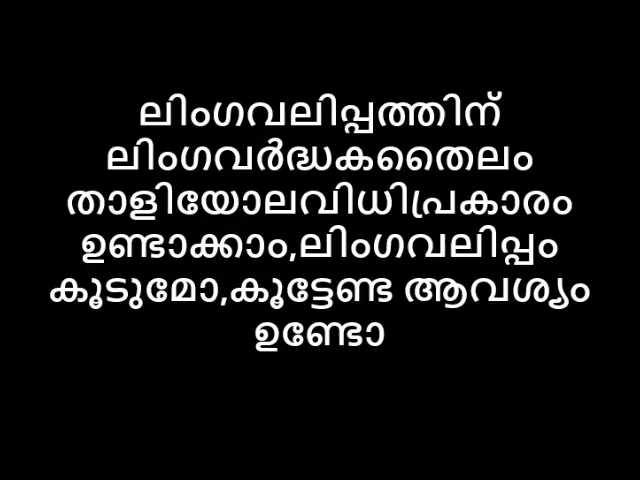 ലിംഗവലിപ്പത്തിന്
ലിംഗവർദ്ധകതൈലം
താളിയോലവിധിപ്രകാരം
ഉണ്ടാക്കാം,ലിംഗവലിപ്പം
കൂടുമോ,കൂട്ടേണ്ട ആവശ്യം
ഉണ്ടോ